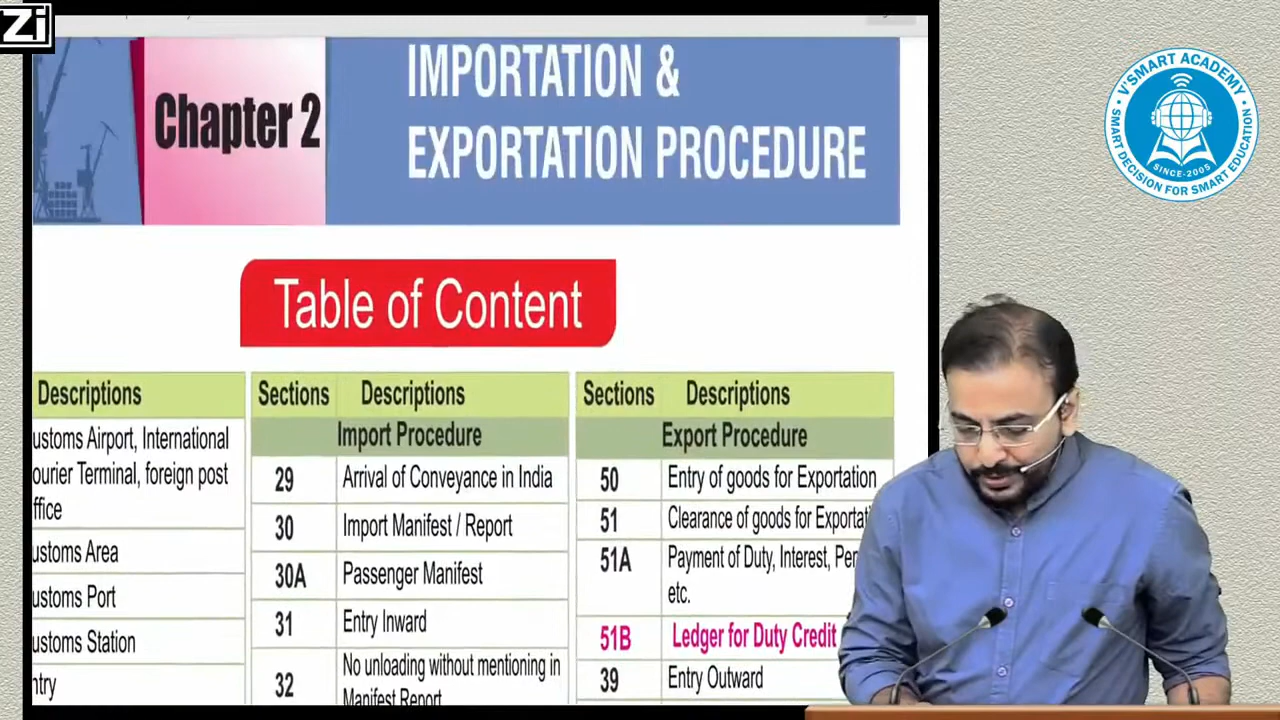 Zi
Chapter 2
IMPORTATION &
EXPORTATION PROCEDURE
Table of Content
Descriptions
ustoms Airport, International
ourier Terminal, foreign post
ffice
ustoms Area
ustoms Port
ustoms Station
ntry
Sections Descriptions
Import Procedure
29 Arrival of Conveyance in India
30 Import Manifest / Report
30A Passenger Manifest
31 Entry Inward
32 No unloading without mentioning in
Manifest Report
Sections Descriptions
Export Procedure
50 Entry of goods for Exportation
51 Clearance of goods for Exportat
51A Payment of Duty, Interest, Pen
etc.
51B Ledger for Duty Credit
39 Entry Outward
V'SMART ACADEMY
SINCE-2005
SMART DECISION FOR SMART EDUCATION